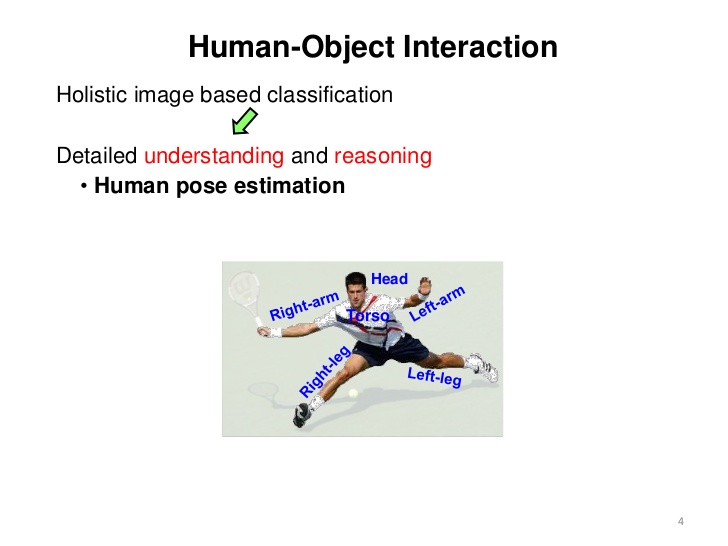 Human-Object Interaction
Holistic image based classification
Detailed understanding and reasoning
• Human pose estimation
Head
Right-arm
Left-arm
Torso
Right-leg
Left-leg
4